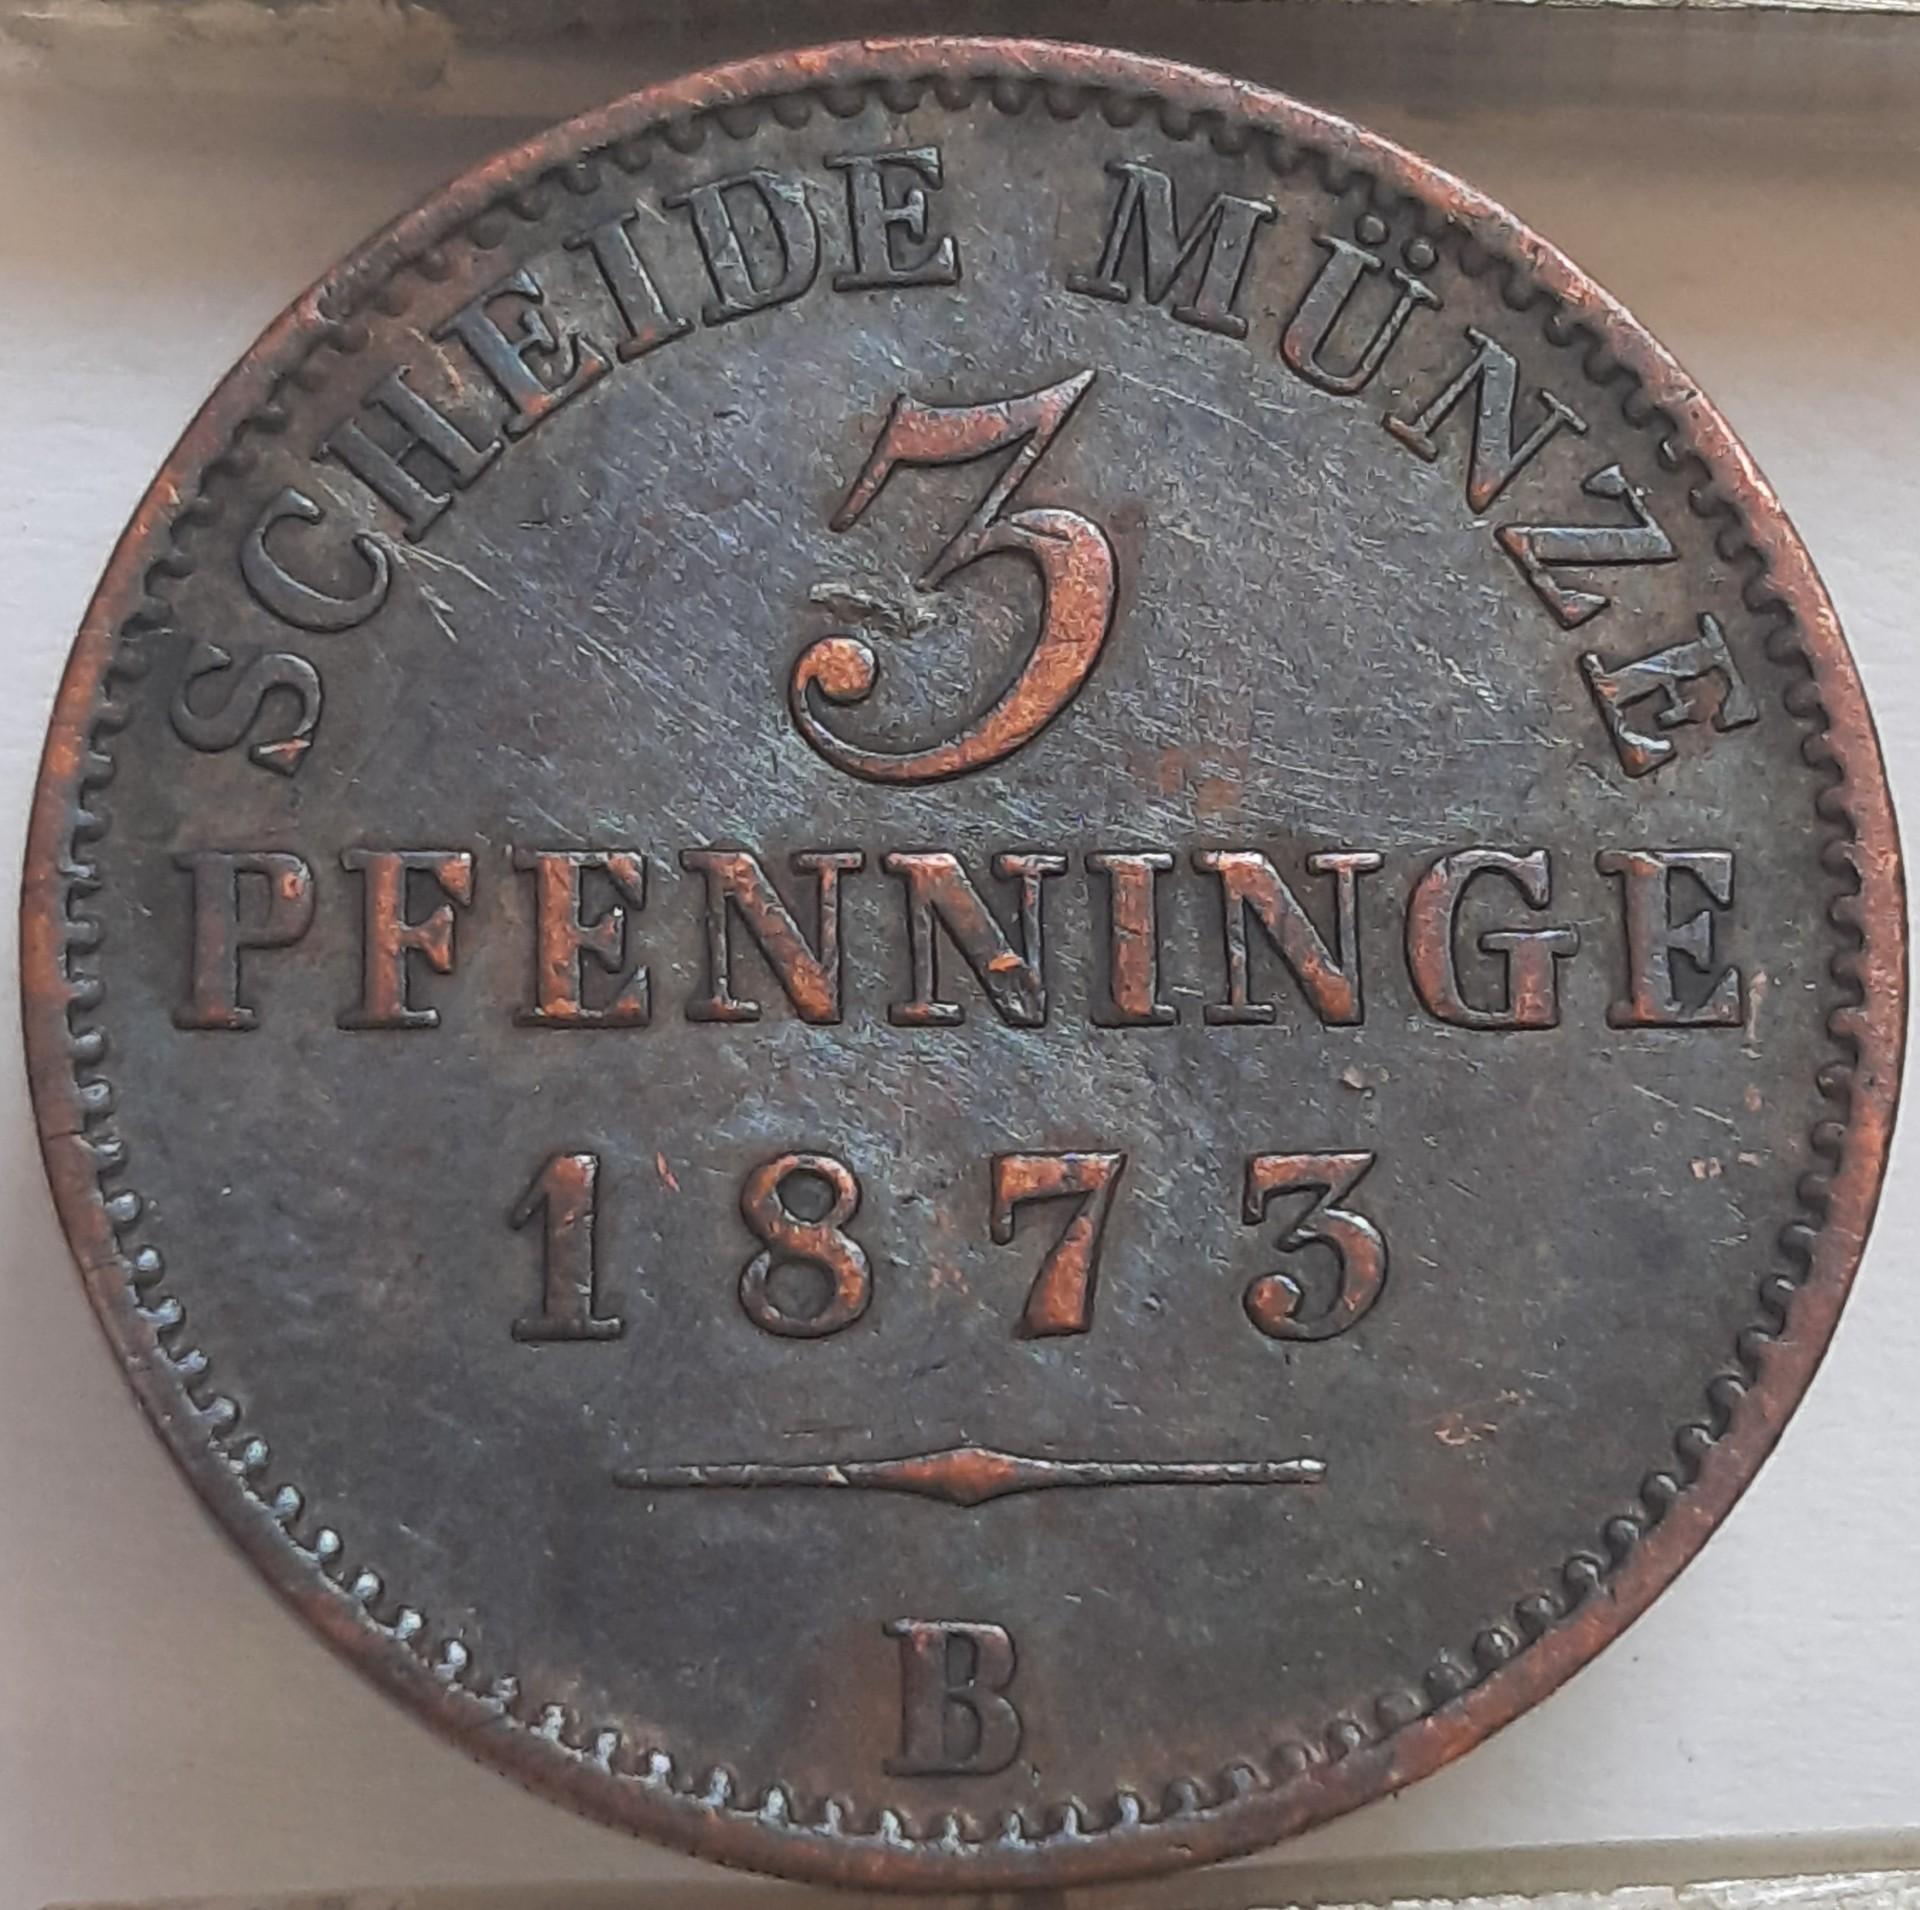 SCHEIDE MÜNZE
3
PFENNINGE
1873
B